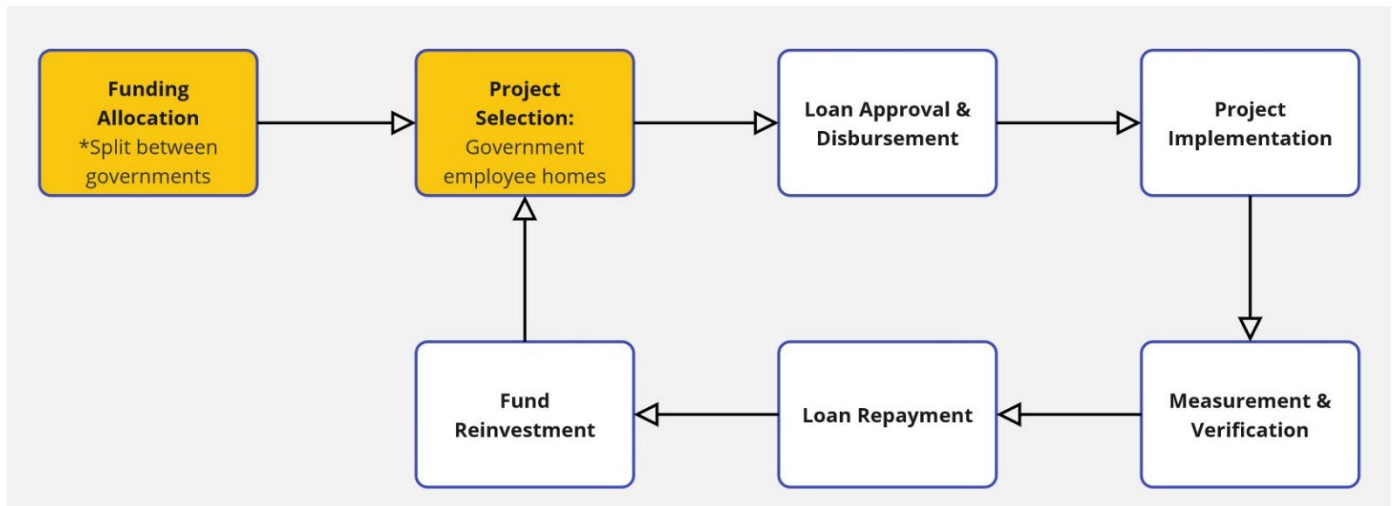 Funding
Allocation
*Split between
governments
Project
Selection:
Government
employee homes
Loan Approval &
Disbursement
Project
Implementation
Fund
Reinvestment
Loan Repayment
Measurement &
Verification